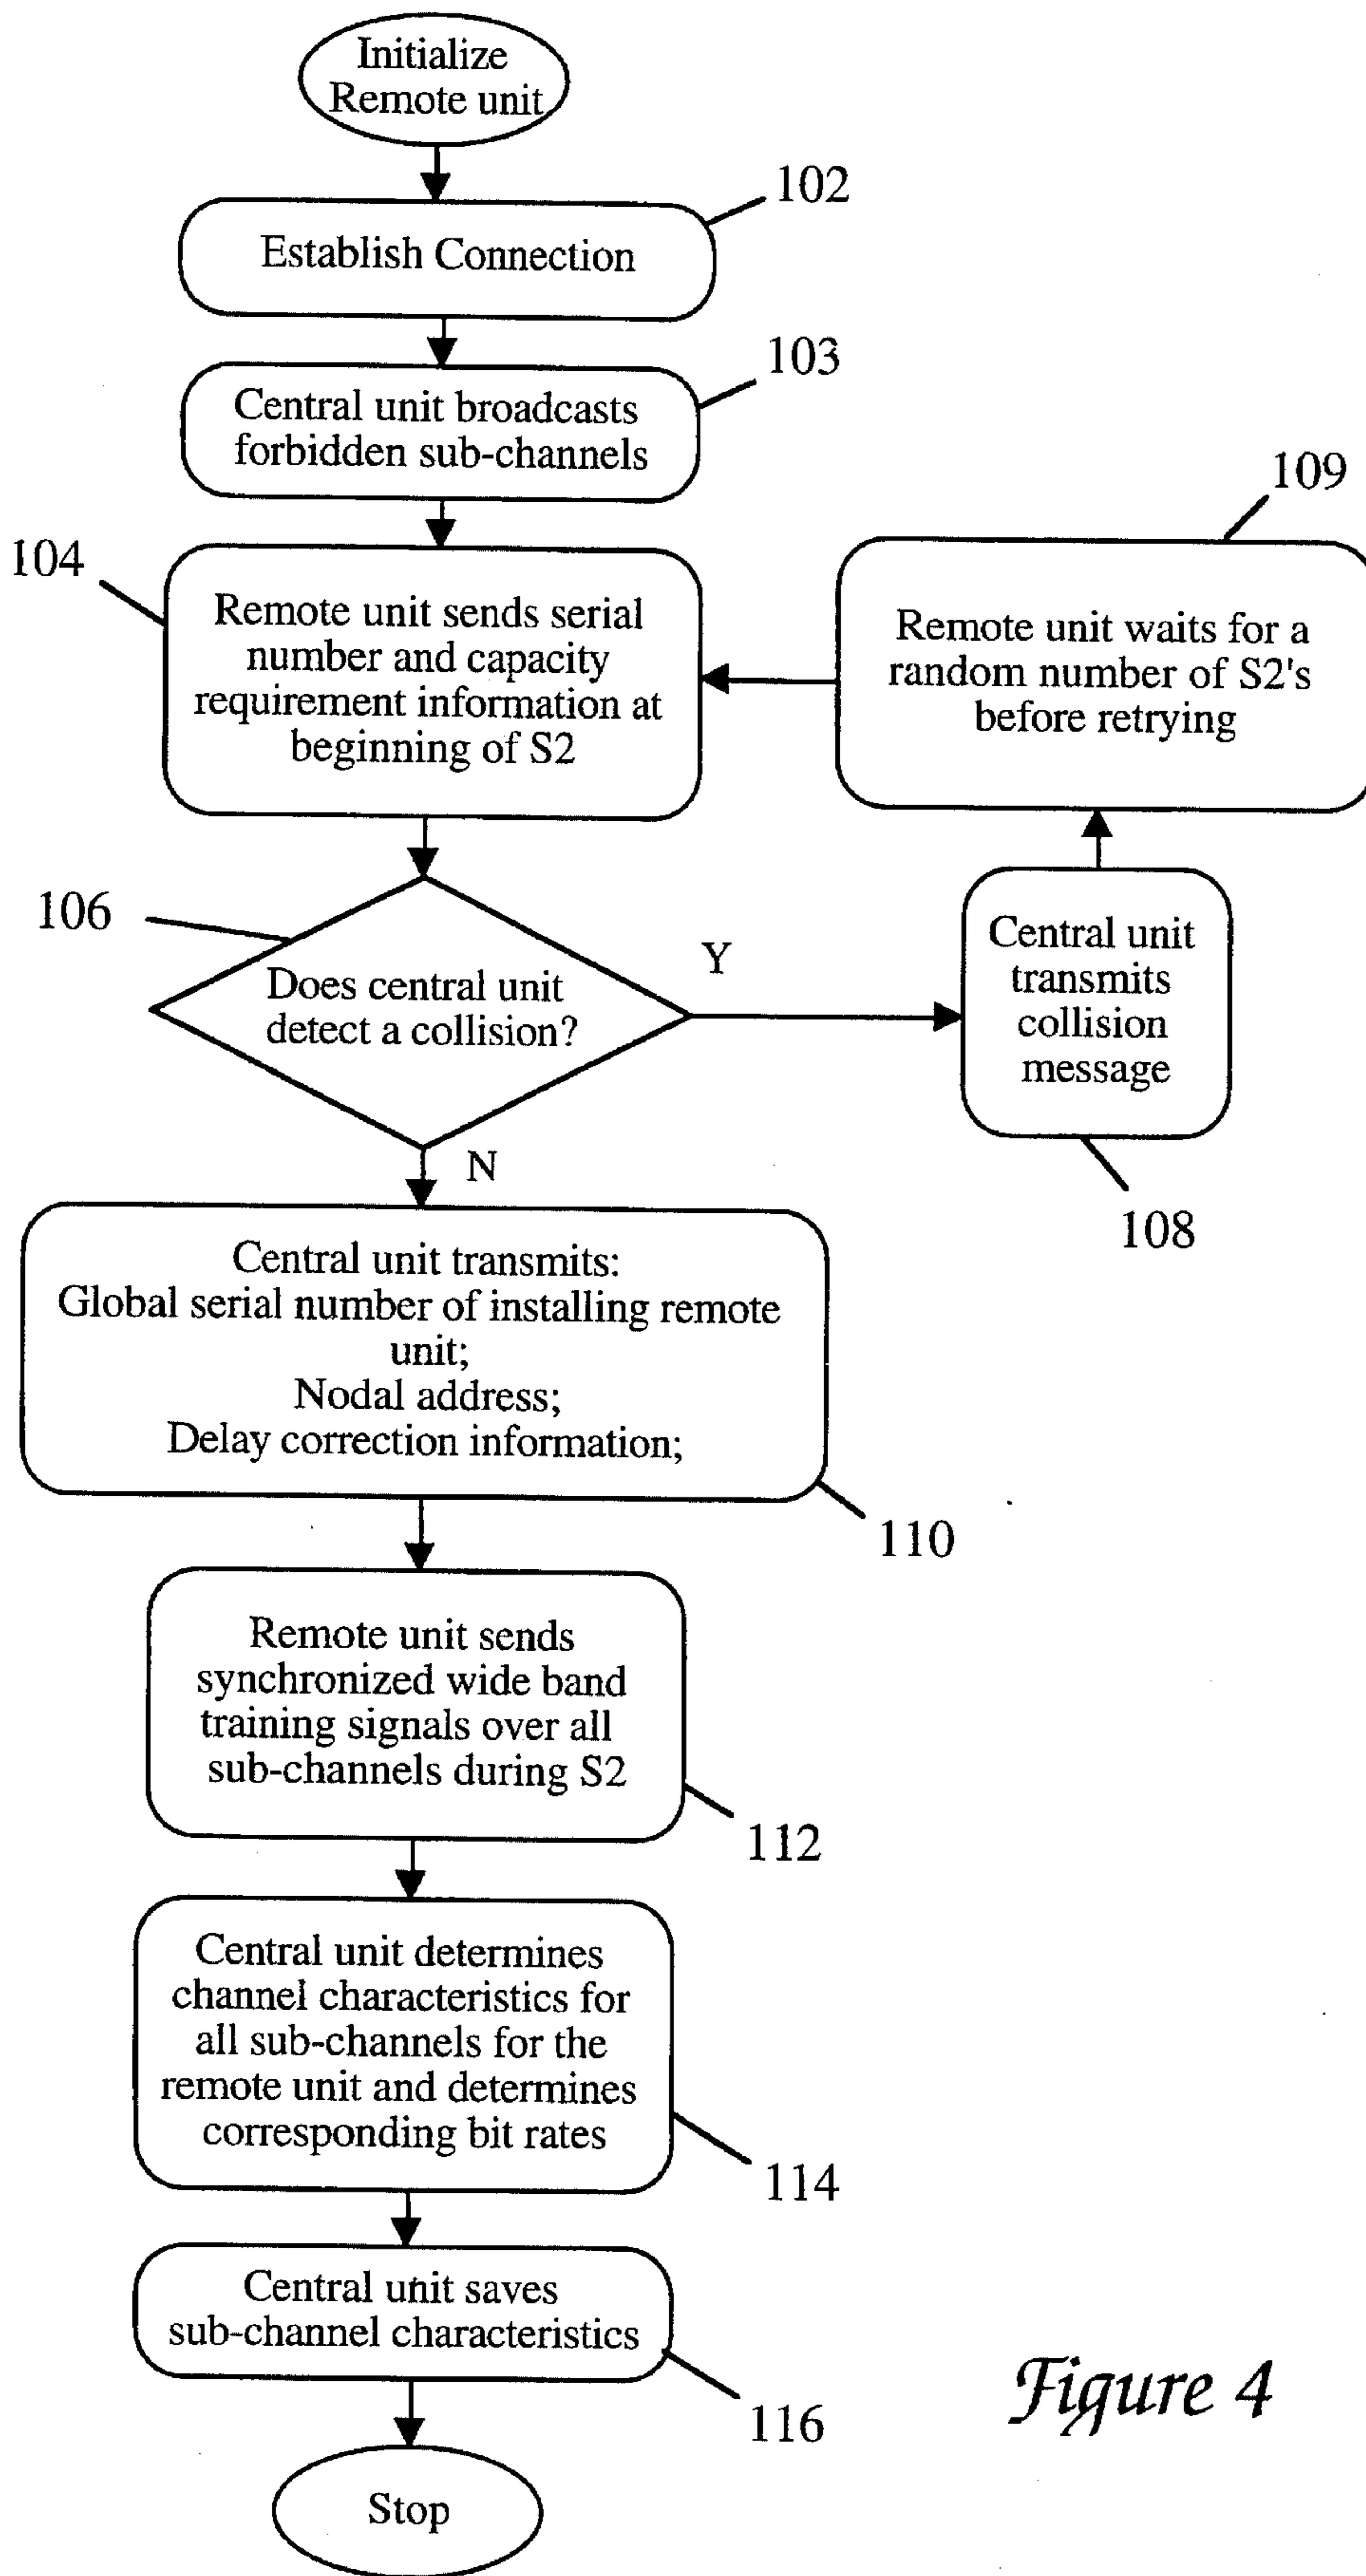 Initialize
Remote unit
102
Establish Connection
103
Central unit broadcasts
forbidden sub-channels
109
104
Remote unit sends serial
number and capacity
requirement information at
beginning of S2
Remote unit waits for a
random number of S2's
before retrying
106
Does central unit
detect a collision?
Y
Central unit
transmits
collision
message
N
108
Central unit transmits:
Global serial number of installing remote
unit;
Nodal address;
Delay correction information;
110
Remote unit sends
synchronized wide band
training signals over all
sub-channels during S2
112
Central unit determines
channel characteristics for
all sub-channels for the
remote unit and determines
corresponding bit rates
114
Central unit saves
sub-channel characteristics
116
Stop
Figure 4